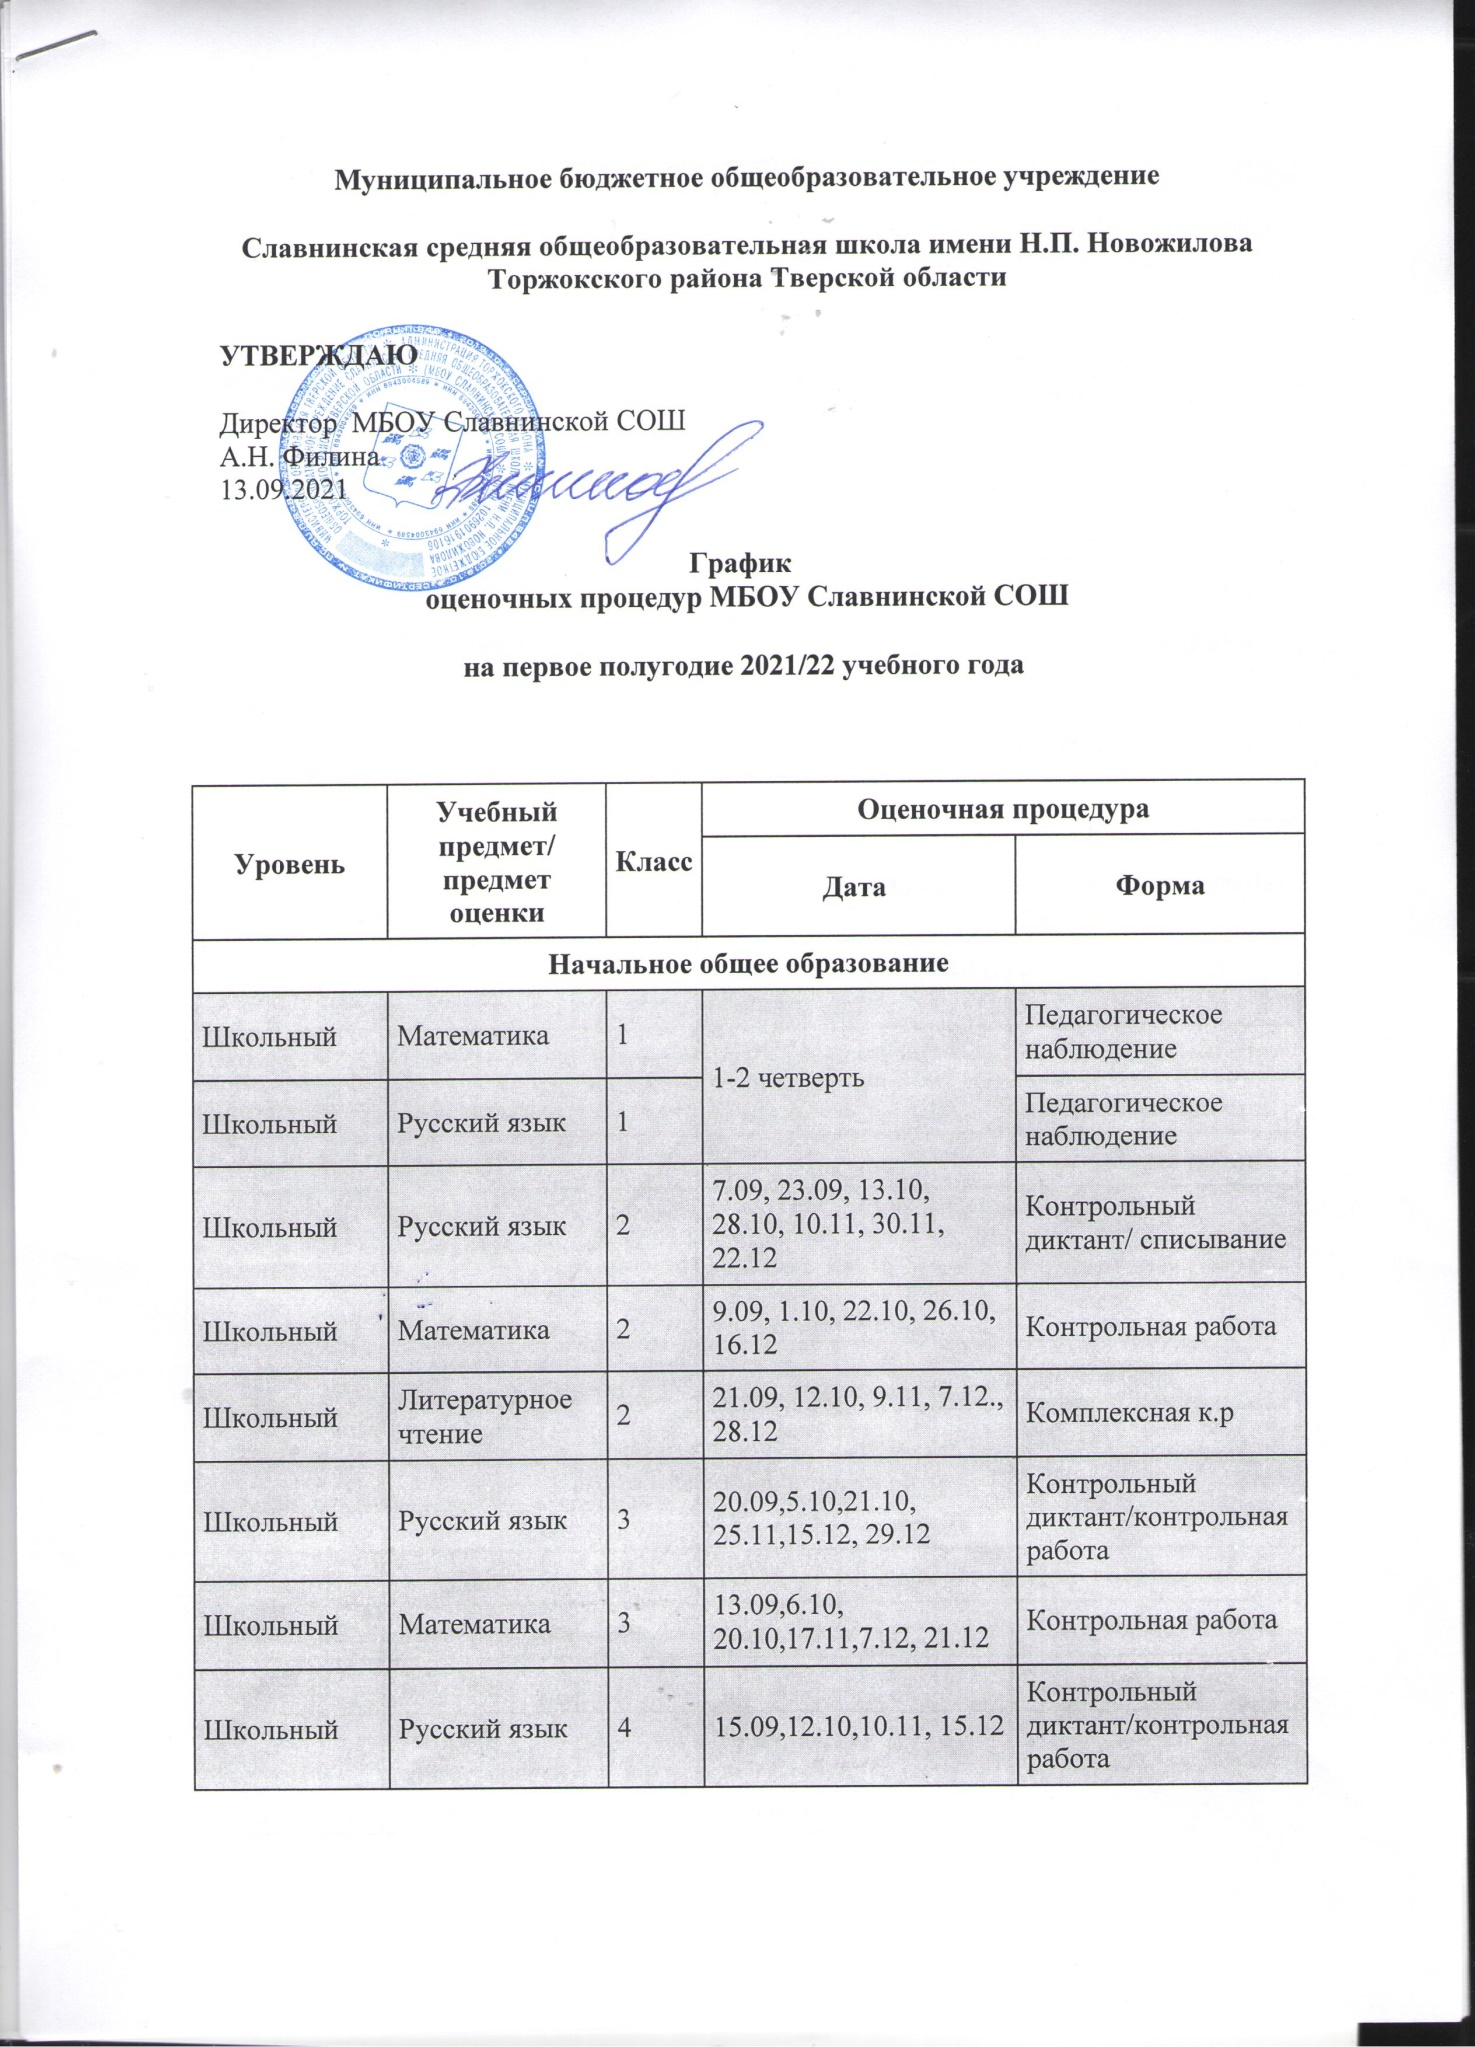 Муниципальное бюджетное общеобразовательное учреждение
Славнинская средняя общеобразовательная школа имени Н.П. Новожилова
Торжокского района Тверской области
УТВЕРЖДАЮ
Директор МБОУ Славнинской СОШ
А.Н. Филина
13.09.2021
График
оценочных процедур МБОУ Славнинской СОШ
на первое полугодие 2021/22 учебного года
Уровень
Учебный
предмет/
предмет
оценки
Класс
Оценочная процедура
Дата
Форма
Начальное общее образование
Школьный
Математика
1
1-2 четверть
Педагогическое
наблюдение
Школьный
Русский язык
1
Педагогическое
наблюдение
Школьный
Русский язык
2
7.09, 23.09, 13.10,
28.10, 10.11, 30.11,
22.12
Контрольный
диктант/ списывание
Школьный
Математика
2
9.09, 1.10, 22.10, 26.10,
16.12
Контрольная работа
Школьный
Литературное
чтение
2
21.09, 12.10, 9.11, 7.12.,
28.12
Комплексная к.р
Школьный
Русский язык
3
20.09,5.10,21.10,
25.11,15.12, 29.12
Контрольный
диктант/контрольная
работа
Школьный
Математика
3
13.09,6.10,
20.10,17.11,7.12, 21.12
Контрольная работа
Школьный
Русский язык
4
15.09,12.10,10.11, 15.12
Контрольный
диктант/контрольная
работа